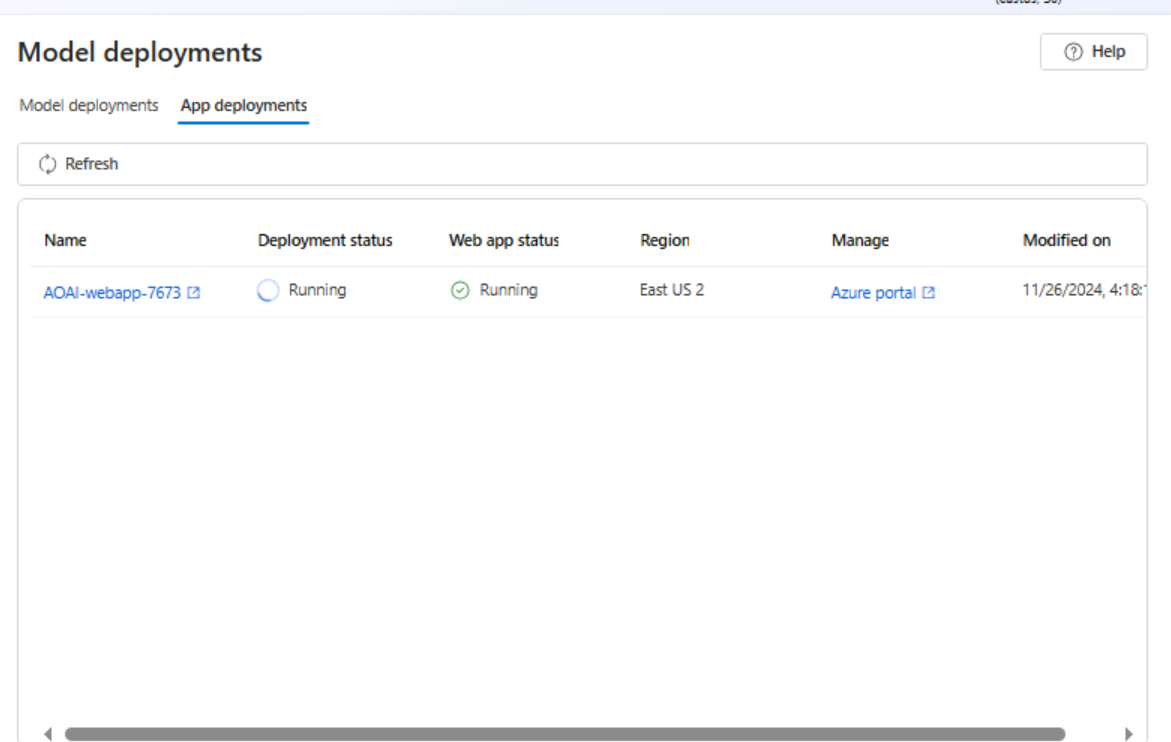 Model deployments
Help
Model deployments App deployments
Refresh
Name Deployment status Web app status Region Manage Modified on
AOAI-webapp-7673 Running Running East US 2 Azure portal 11/26/2024, 4:18: